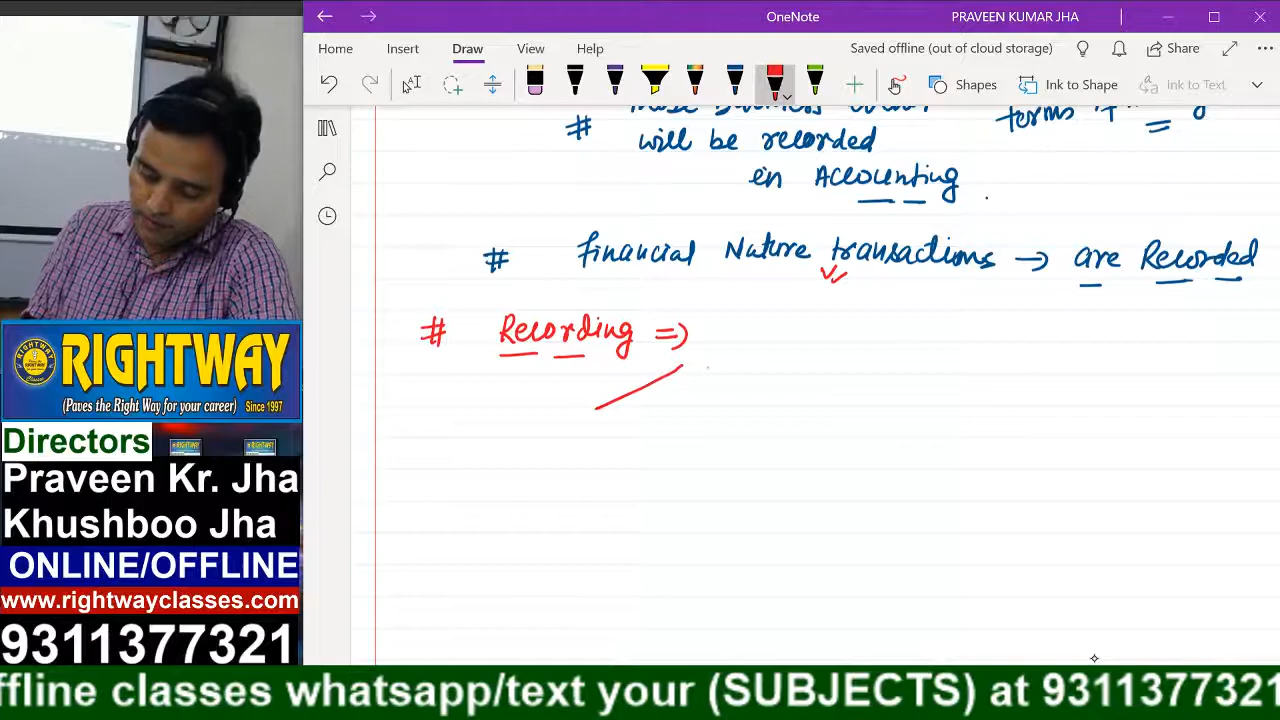 OneNote
PRAVEEN KUMAR JHA
Home Insert Draw View Help
Saved offline (out of cloud storage)
Share
Shapes
Ink to Shape
Ink to Text
# business
terms
will be recorded
in Accounting
# financial Nature transactions → are Recorded
# Recording ⇒
RIGHTWAY
(Paves the Right Way for your career) Since 1997
Directors
Praveen Kr. Jha
Khushboo Jha
ONLINE/OFFLINE
www.rightwayclasses.com
9311377321
ffline classes whatsapp/text your (SUBJECTS) at 9311377321